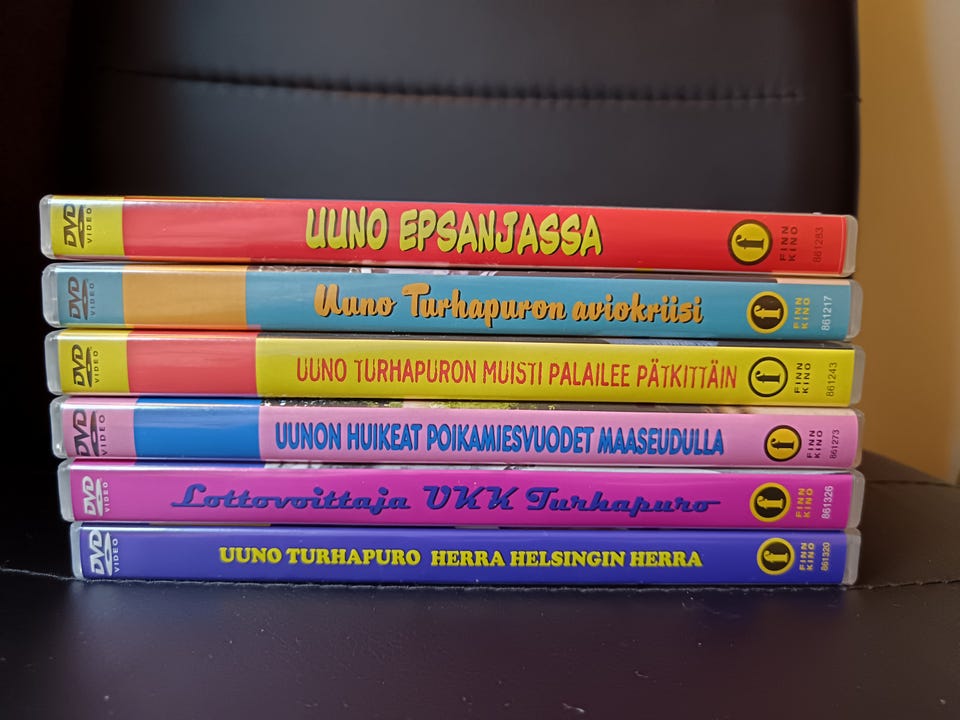 DVD VIDEO UUNO EPSANJASSA f FINN KINO 861283
DVD VIDEO Uuno Turhapuron aviokriisi f FINN KINO 861217
DVD VIDEO UUNO TURHAPURON MUISTI PALAILEE PÄTKITTÄIN f FINN KINO 861243
DVD VIDEO UUNON HUIKEAT POIKAMIESVUODET MAASEUDULLA f FINN KINO 861273
DVD VIDEO Lottovoittaja UKK Turhapuro f FINN KINO 861326
DVD VIDEO UUNO TURHAPURO HERRA HELSINGIN HERRA f FINN KINO 861320